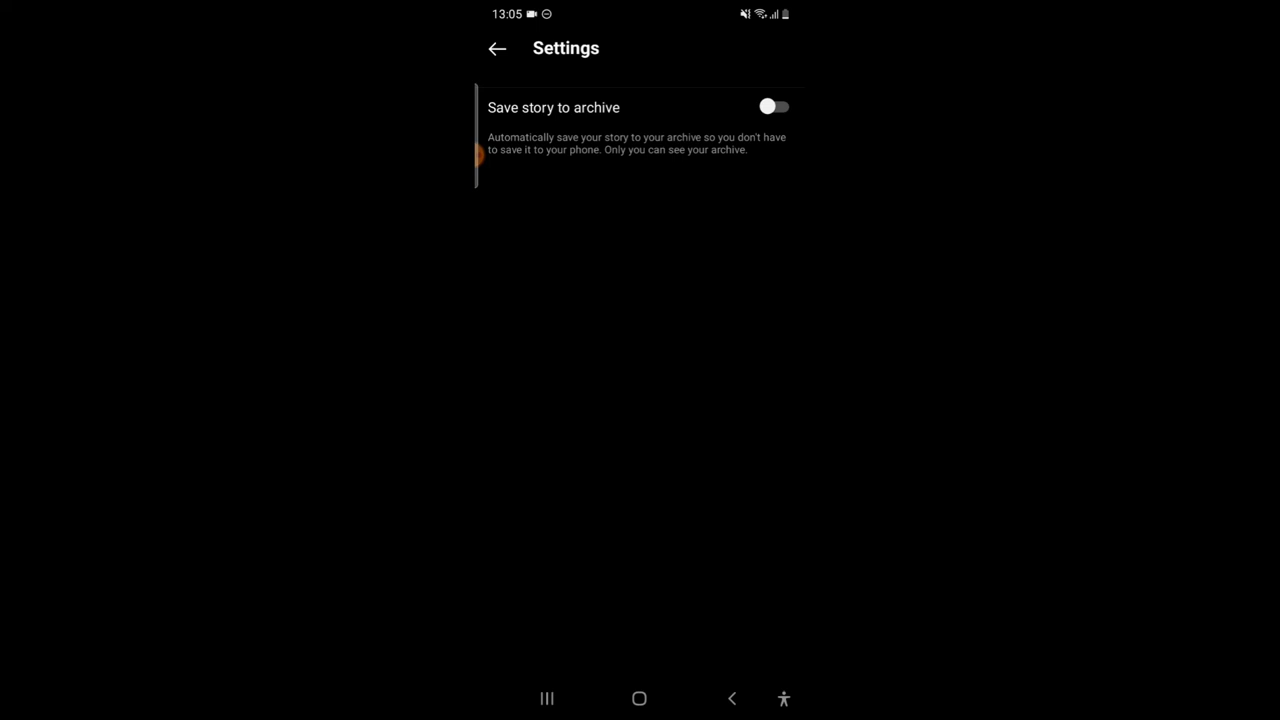 13:05
Settings
Save story to archive
Automatically save your story to your archive so you don't have
to save it to your phone. Only you can see your archive.